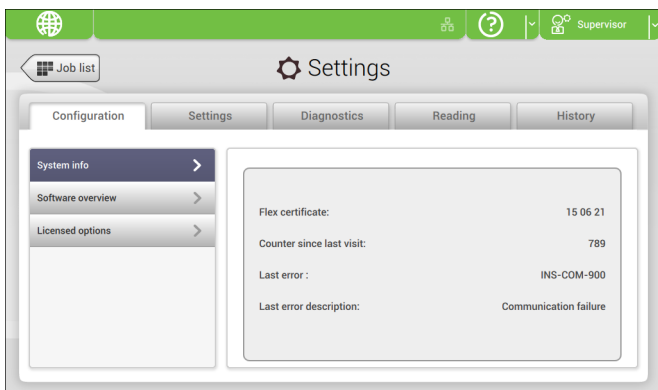 ? Supervisor
Job list Settings
Configuration Settings Diagnostics Reading History
System info
Software overview
Licensed options
Flex certificate: 15 06 21
Counter since last visit: 789
Last error : INS-COM-900
Last error description: Communication failure